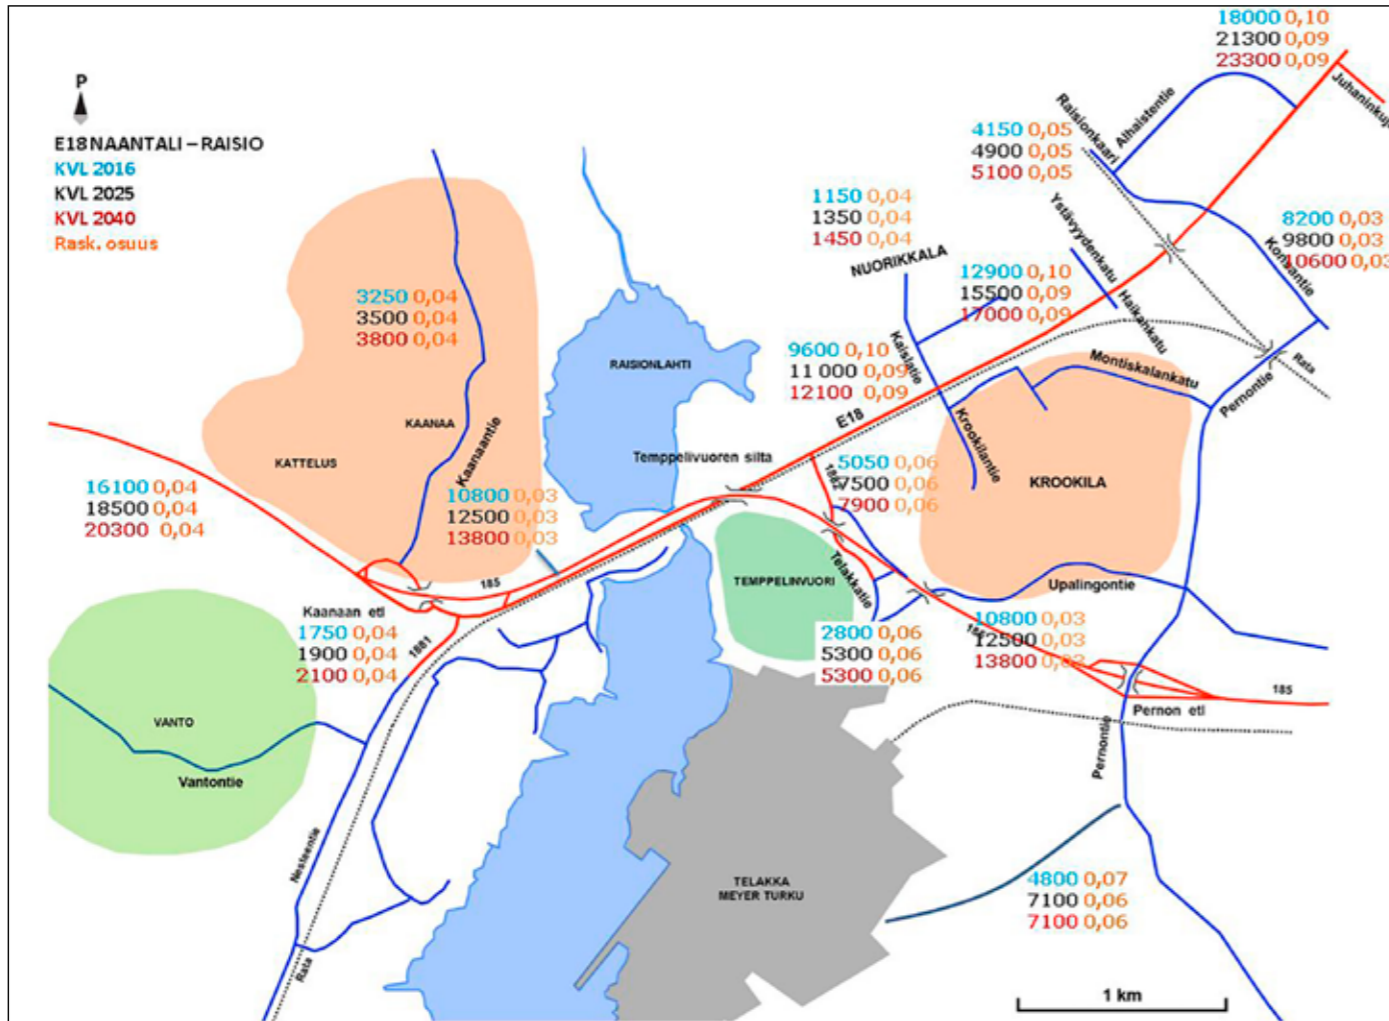 18000 0,10
21300 0,09
23300 0,09
P
E18 NAANTALI – RAISIO
KVL 2016
KVL 2025
KVL 2040
Rask. osuus
Juhaninkuja
Alhaistentie
Raisionkaari
4150 0,05
4900 0,05
5100 0,05
1150 0,04
1350 0,04
1450 0,04
NUORIKKALA
Ystävyydenkatu
Haikahkatu
8200 0,03
9800 0,03
10600 0,03
Konsantie
12900 0,10
15500 0,09
17000 0,09
3250 0,04
3500 0,04
3800 0,04
RAISIONLAHTI
9600 0,10
11 000 0,09
12100 0,09
Kaislatie
Montiskalankatu
Rata
Pernontie
E18
Krookilantie
KAANAA
Kaanaantie
KATTELUS
Temppelivuoren silta
5050 0,06
7500 0,06
7900 0,06
KROOKILA
16100 0,04
18500 0,04
20300 0,04
10800 0,03
12500 0,03
13800 0,03
185
TEMPPELINVUORI
Telakkatie
Upalingontie
Kaanaan etl
1750 0,04
1900 0,04
2100 0,04
1881
2800 0,06
5300 0,06
5300 0,06
10800 0,03
12500 0,03
13800 0,03
185
Pernon etl
VANTO
Vantontie
Pernontie
Nesteentie
TELAKKA
MEYER TURKU
4800 0,07
7100 0,06
7100 0,06
Rata
1 km